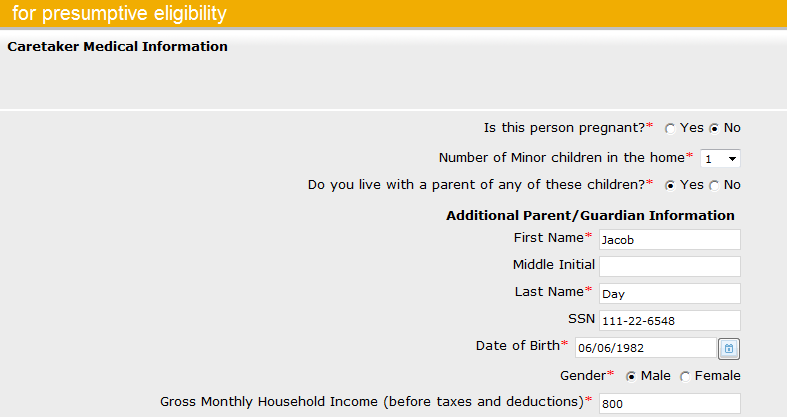 for presumptive eligibility
Caretaker Medical Information
Is this person pregnant?* Yes No
Number of Minor children in the home* 1
Do you live with a parent of any of these children?* Yes No
Additional Parent/Guardian Information
First Name* Jacob
Middle Initial
Last Name* Day
SSN 111-22-6548
Date of Birth* 06/06/1982
Gender* Male Female
Gross Monthly Household Income (before taxes and deductions)* 800